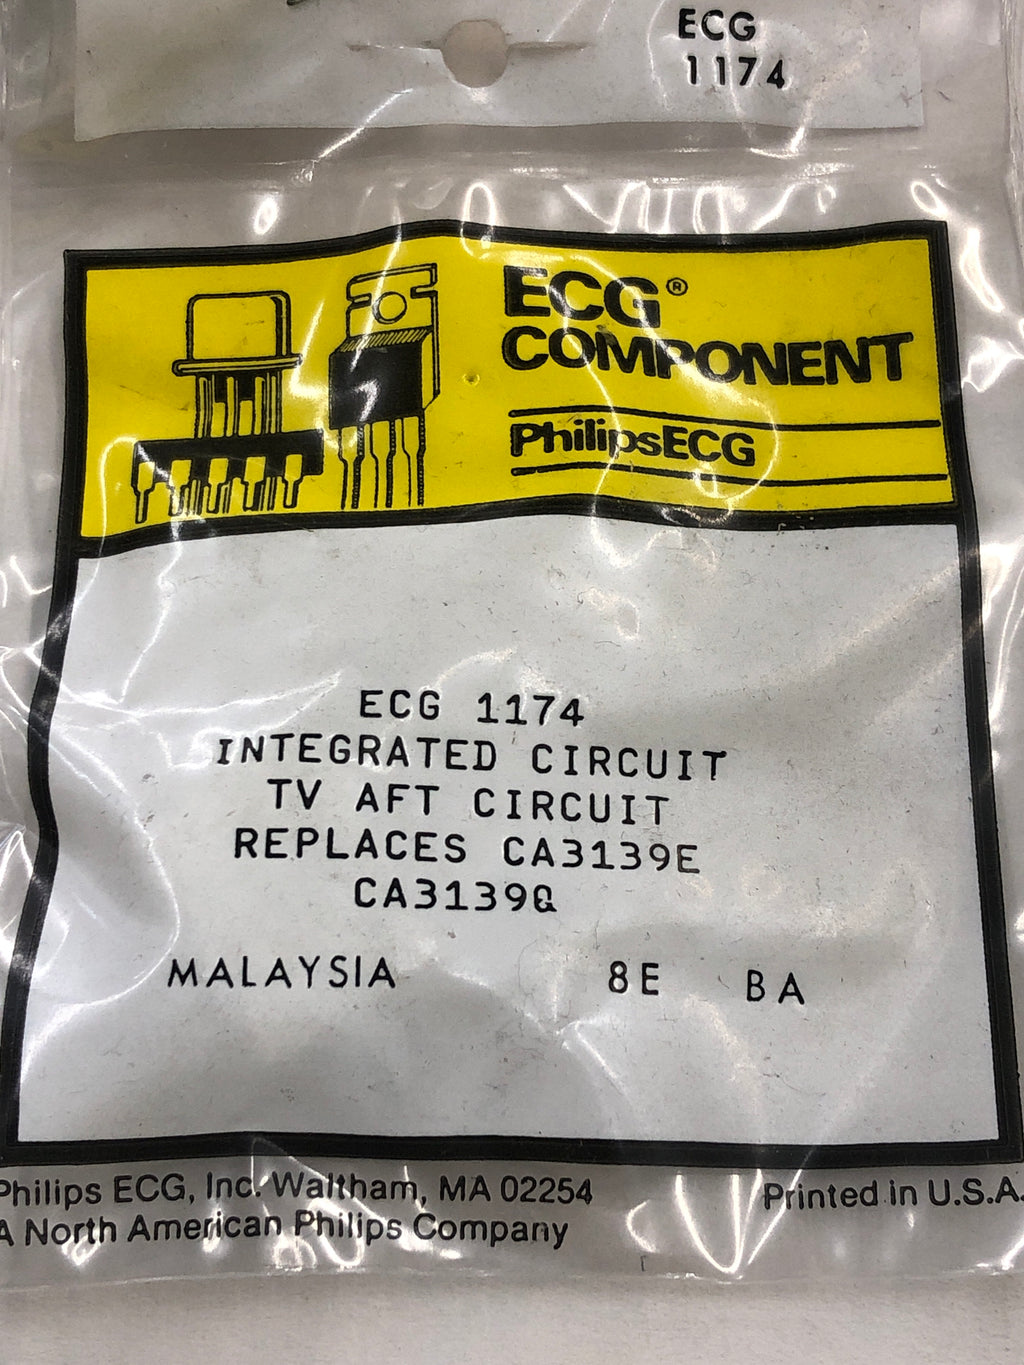 ECG
1174
ECG®
COMPONENT
PhilipsECG
ECG 1174
INTEGRATED CIRCUIT
TV AFT CIRCUIT
REPLACES CA3139E
CA3139Q
MALAYSIA 8E BA
Philips ECG, Inc. Waltham, MA 02254
A North American Philips Company
Printed in U.S.A.